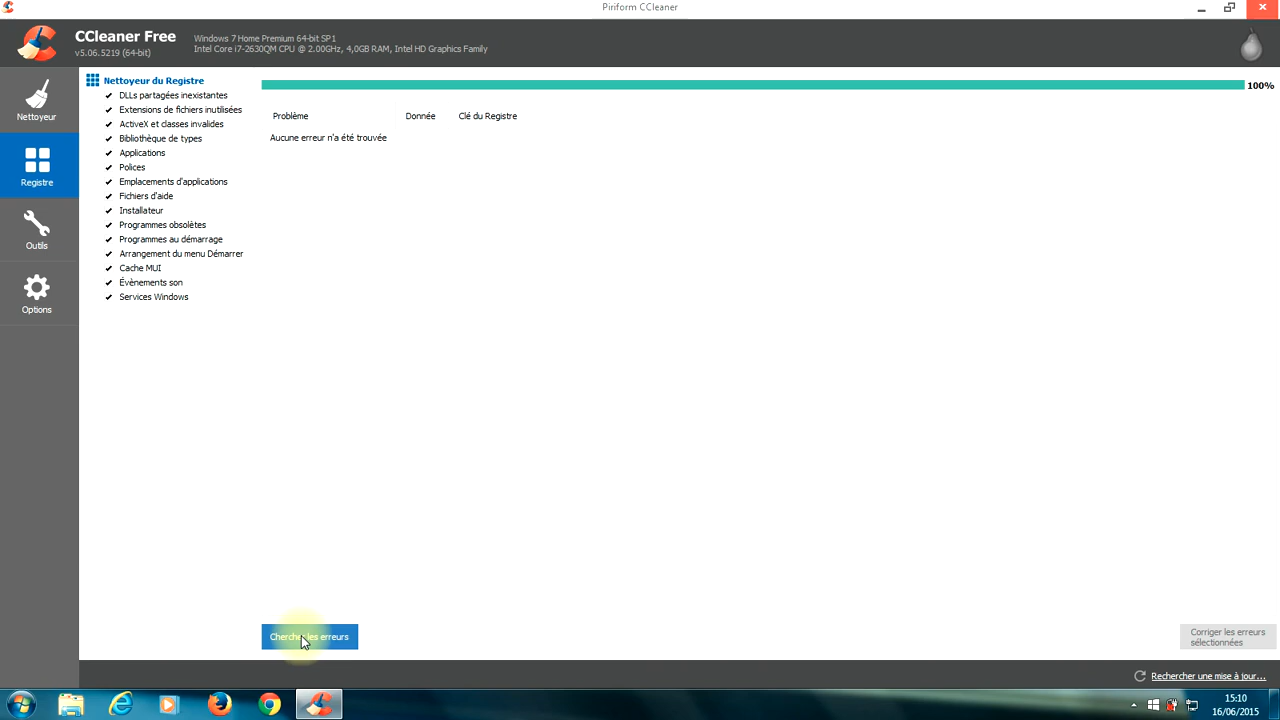 Piriform CCleaner
CCleaner Free
v5.06.5219 (64-bit)
Windows 7 Home Premium 64-bit SP1
Intel Core i7-2630QM CPU @ 2.00GHz, 4,0GB RAM, Intel HD Graphics Family
Nettoyeur
Registre
Outils
Options
Nettoyeur du Registre
DLLs partagées inexistantes
Extensions de fichiers inutilisées
ActiveX et classes invalides
Bibliothèque de types
Applications
Polices
Emplacements d'applications
Fichiers d'aide
Installateur
Programmes obsolètes
Programmes au démarrage
Arrangement du menu Démarrer
Cache MUI
Évènements son
Services Windows
100%
Problème Donnée Clé du Registre
Aucune erreur n'a été trouvée
Chercher les erreurs
Corriger les erreurs
sélectionnées
Rechercher une mise à jour...
15:10
16/06/2015